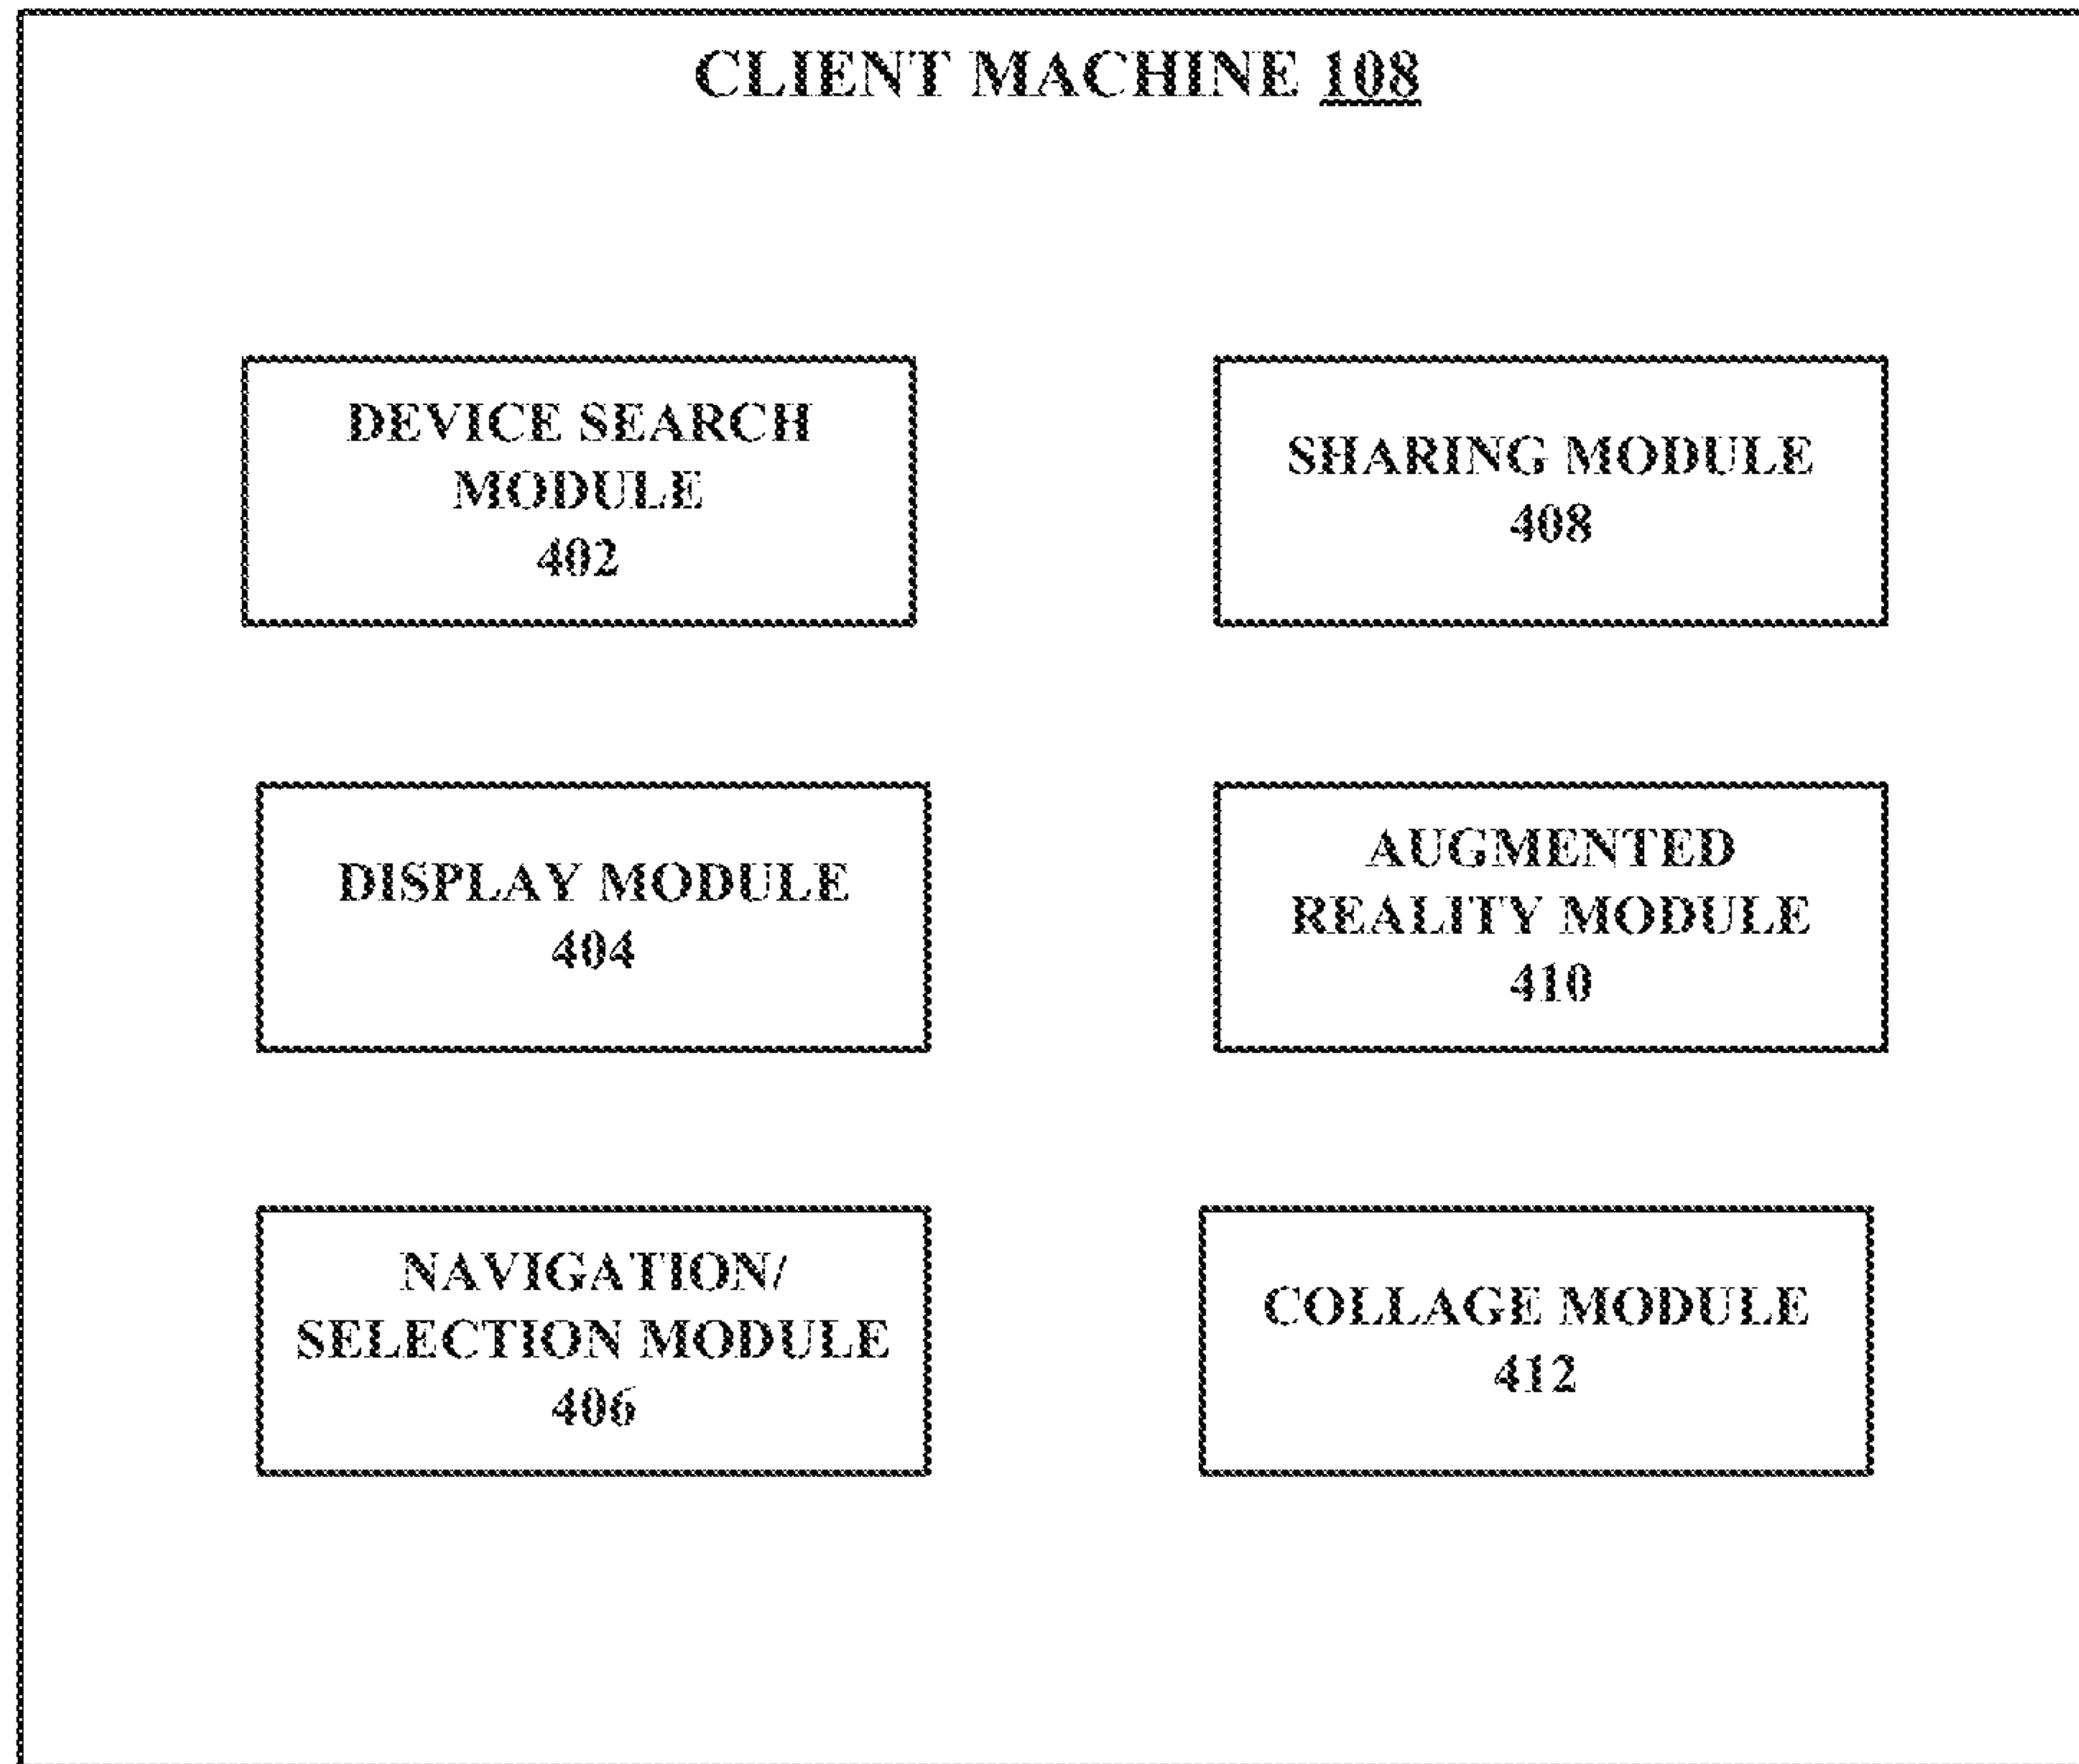 CLIENT MACHINE 108
DEVICE SEARCH
MODULE
402
SHARING MODULE
408
DISPLAY MODULE
404
AUGMENTED
REALITY MODULE
410
NAVIGATION/
SELECTION MODULE
406
COLLAGE MODULE
412